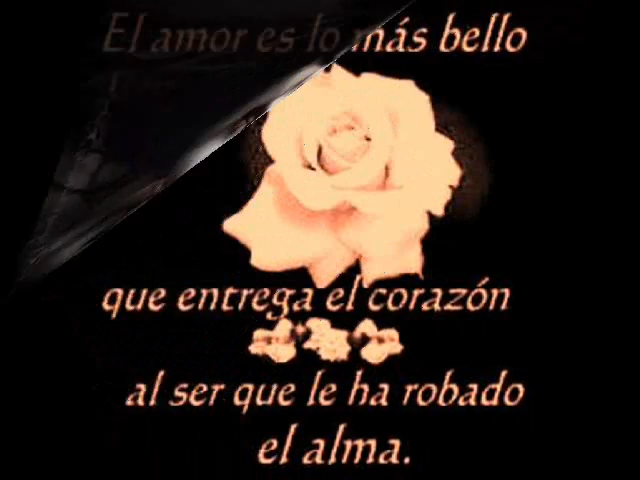 El amor es lo más bello
que entrega el corazón
al ser que le ha robado
el alma.